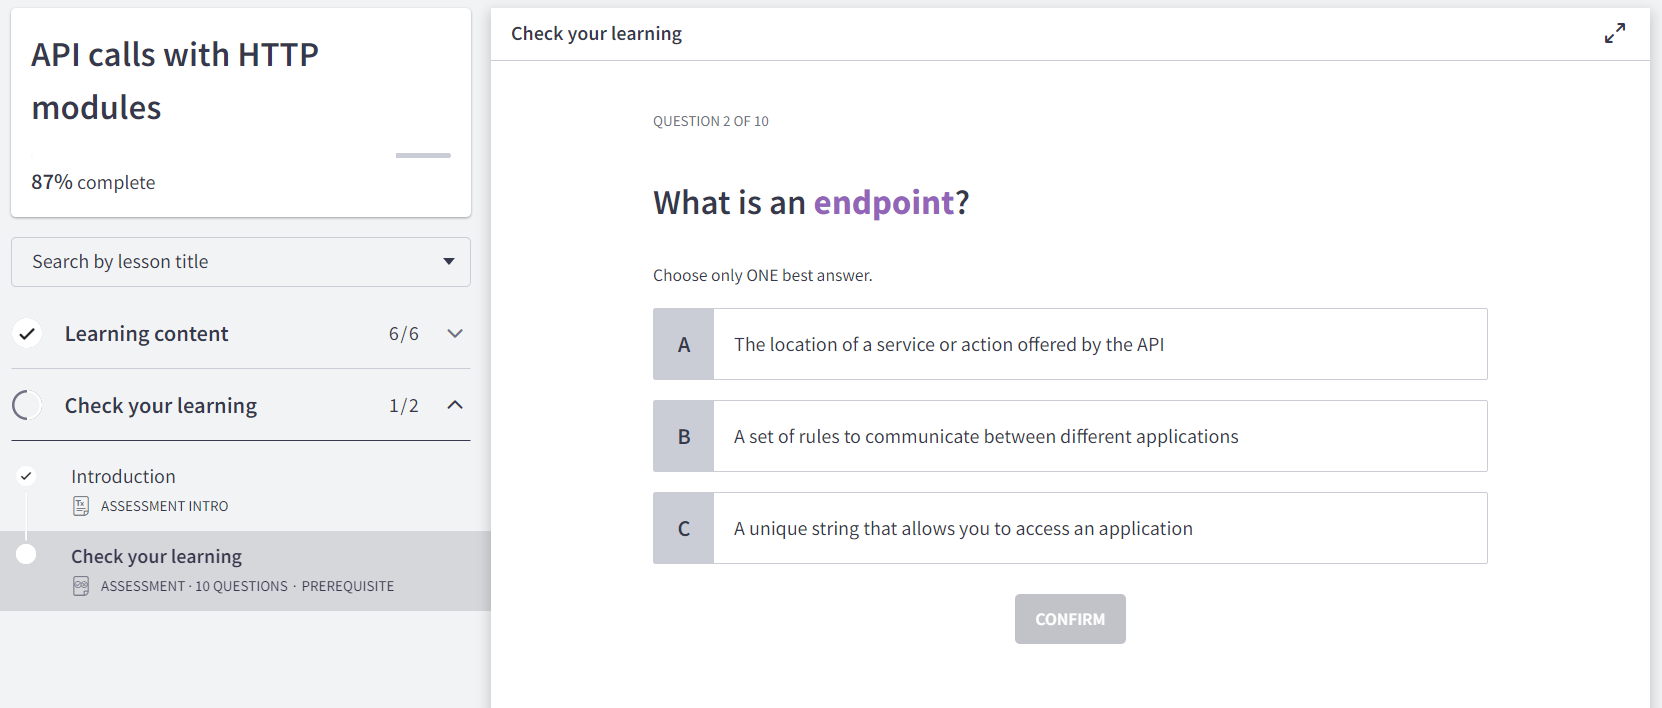 API calls with HTTP
modules
87% complete
Search by lesson title
Learning content 6/6
Check your learning 1/2
Introduction
ASSESSMENT INTRO
Check your learning
ASSESSMENT · 10 QUESTIONS · PREREQUISITE
Check your learning
QUESTION 2 OF 10
What is an endpoint?
Choose only ONE best answer.
A The location of a service or action offered by the API
B A set of rules to communicate between different applications
C A unique string that allows you to access an application
CONFIRM